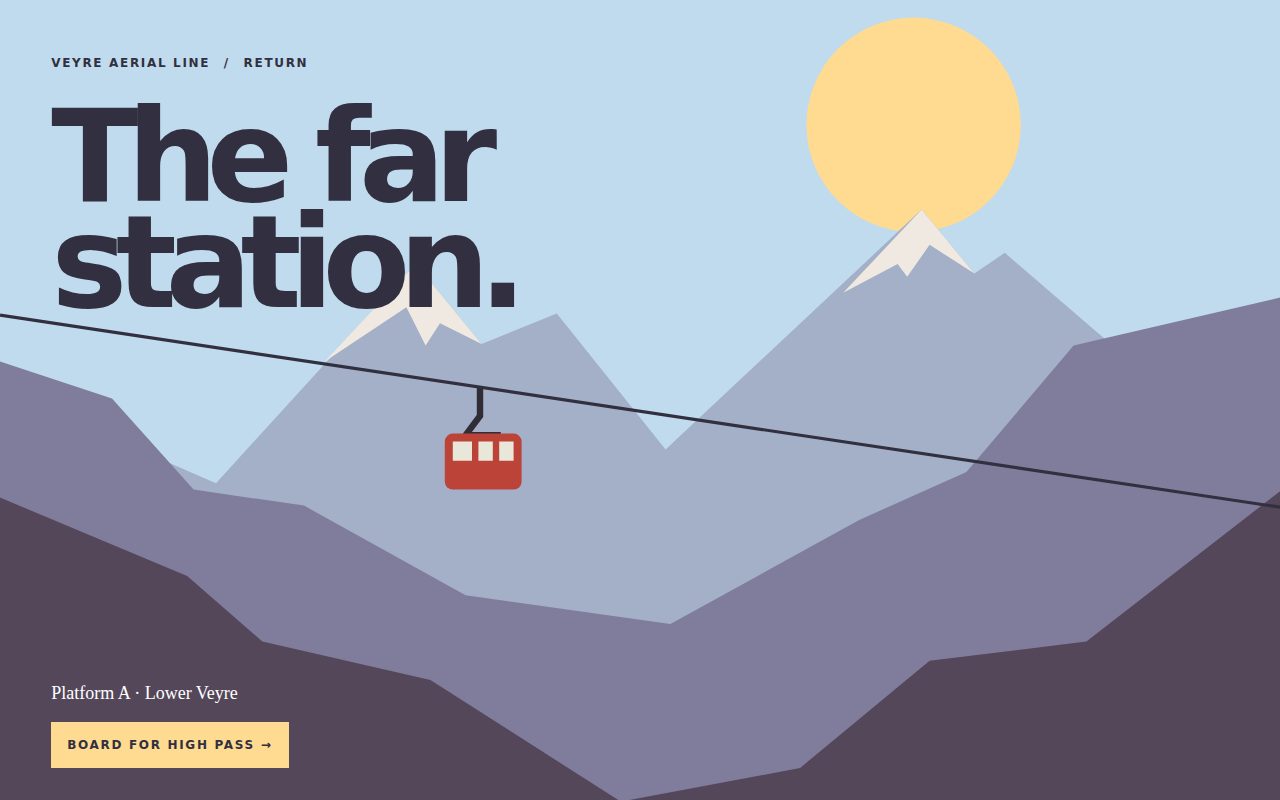 VEYRE AERIAL LINE / RETURN
The far
station.
Platform A · Lower Veyre
BOARD FOR HIGH PASS →